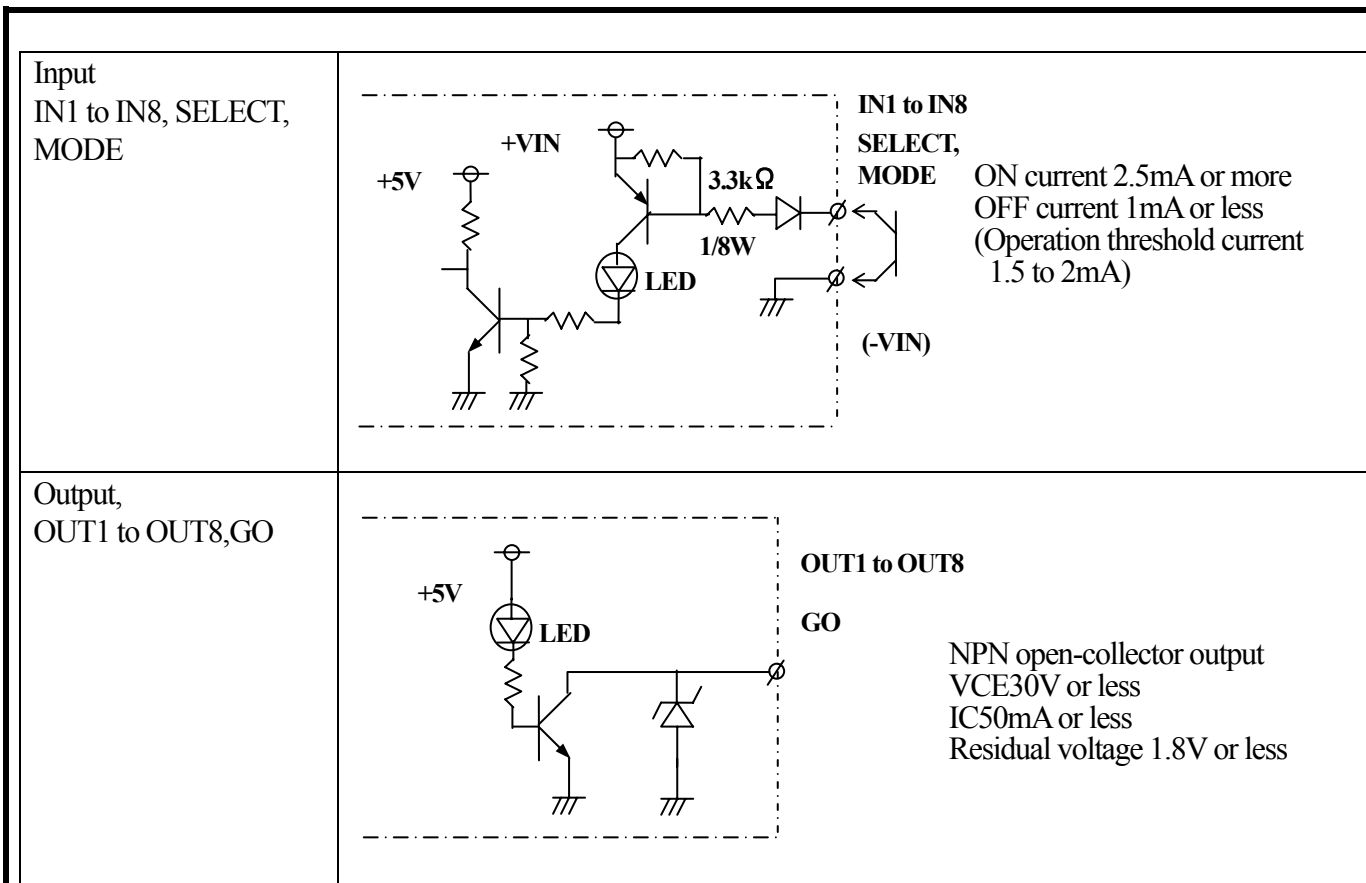 Input
IN1 to IN8, SELECT,
MODE
+VIN
+5V
3.3kΩ
1/8W
LED
IN1 to IN8
SELECT,
MODE
(-VIN)
ON current 2.5mA or more
OFF current 1mA or less
(Operation threshold current
1.5 to 2mA)
Output,
OUT1 to OUT8,GO
+5V
LED
OUT1 to OUT8
GO
NPN open-collector output
VCE30V or less
IC50mA or less
Residual voltage 1.8V or less